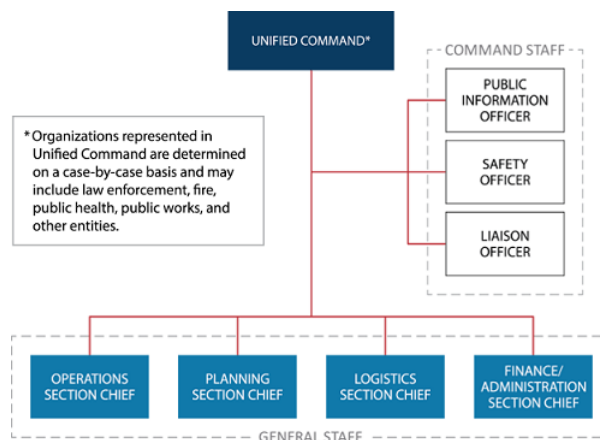 UNIFIED COMMAND*
COMMAND STAFF
PUBLIC
INFORMATION
OFFICER
SAFETY
OFFICER
LIAISON
OFFICER
*Organizations represented in
Unified Command are determined
on a case-by-case basis and may
include law enforcement, fire,
public health, public works, and
other entities.
OPERATIONS
SECTION CHIEF
PLANNING
SECTION CHIEF
LOGISTICS
SECTION CHIEF
FINANCE/
ADMINISTRATION
SECTION CHIEF
GENERAL STAFF